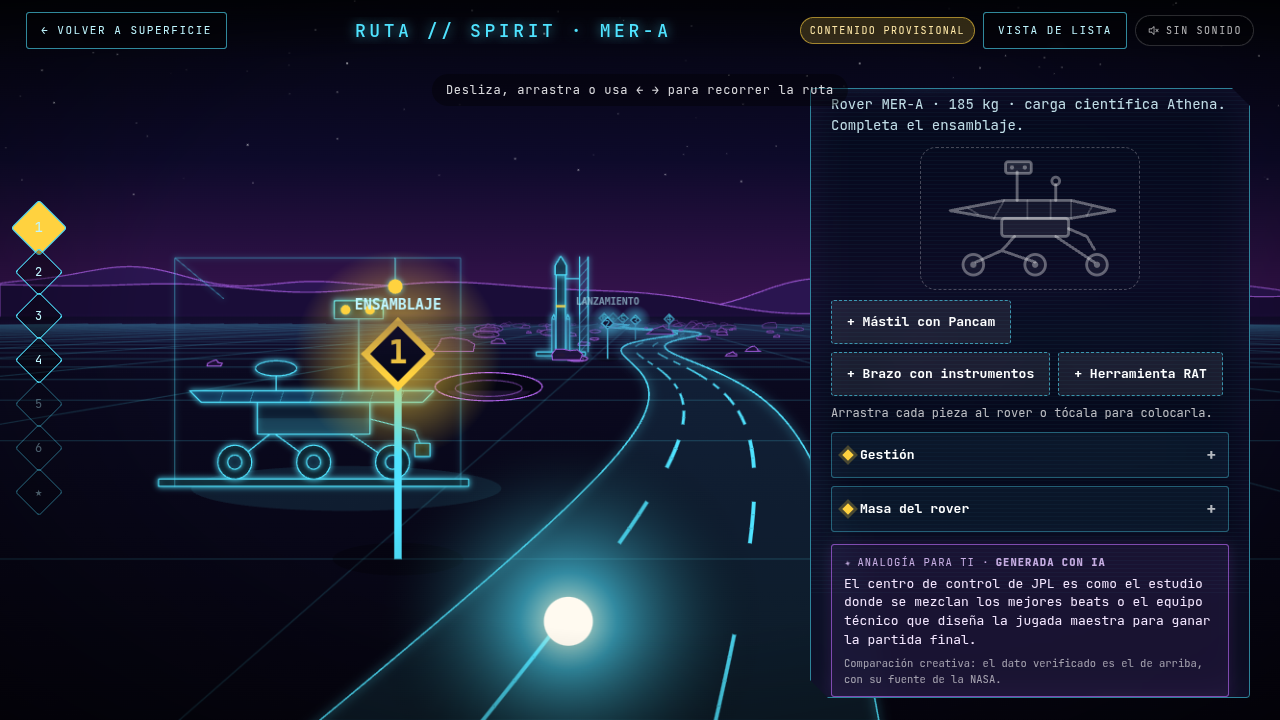 ← VOLVER A SUPERFICIE
RUTA // SPIRIT · MER-A
CONTENIDO PROVISIONAL
VISTA DE LISTA
SIN SONIDO
Desliza, arrastra o usa ← → para recorrer la ruta
Rover MER-A · 185 kg · carga científica Athena.
Completa el ensamblaje.
+ Mástil con Pancam
+ Brazo con instrumentos
+ Herramienta RAT
Arrastra cada pieza al rover o tócala para colocarla.
Gestión +
Masa del rover +
★ ANALOGÍA PARA TI · GENERADA CON IA
El centro de control de JPL es como el estudio
donde se mezclan los mejores beats o el equipo
técnico que diseña la jugada maestra para ganar
la partida final.
Comparación creativa: el dato verificado es el de arriba,
con su fuente de la NASA.
1
2
3
4
5
6
★
ENSAMBLAJE
1
LANZAMIENTO
2